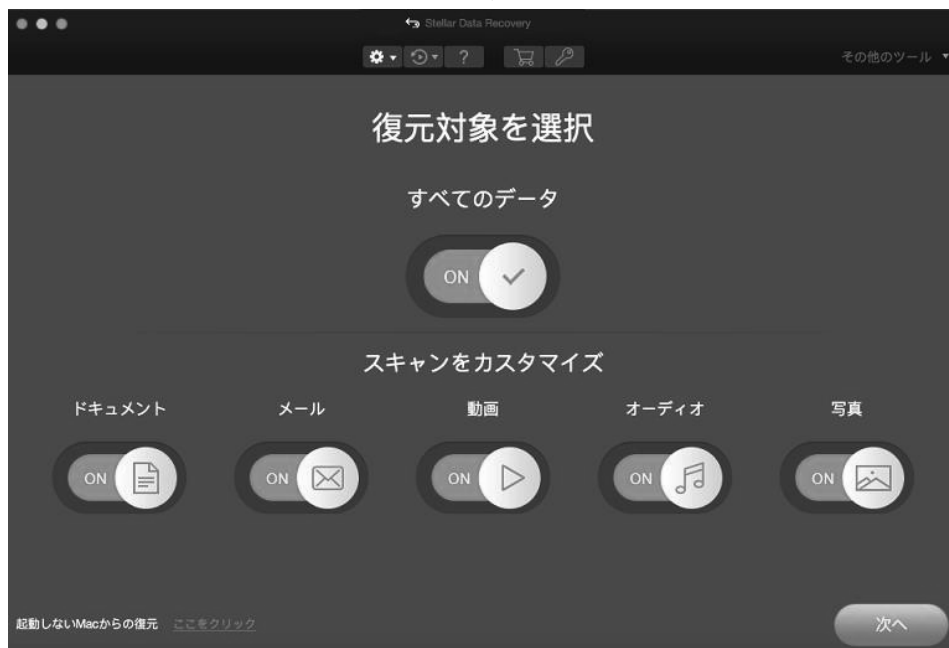 Stellar Data Recovery
?
その他のツール
復元対象を選択
すべてのデータ
ON
スキャンをカスタマイズ
ドキュメント メール 動画 オーディオ 写真
ON ON ON ON ON
起動しないMacからの復元 ここをクリック
次へ